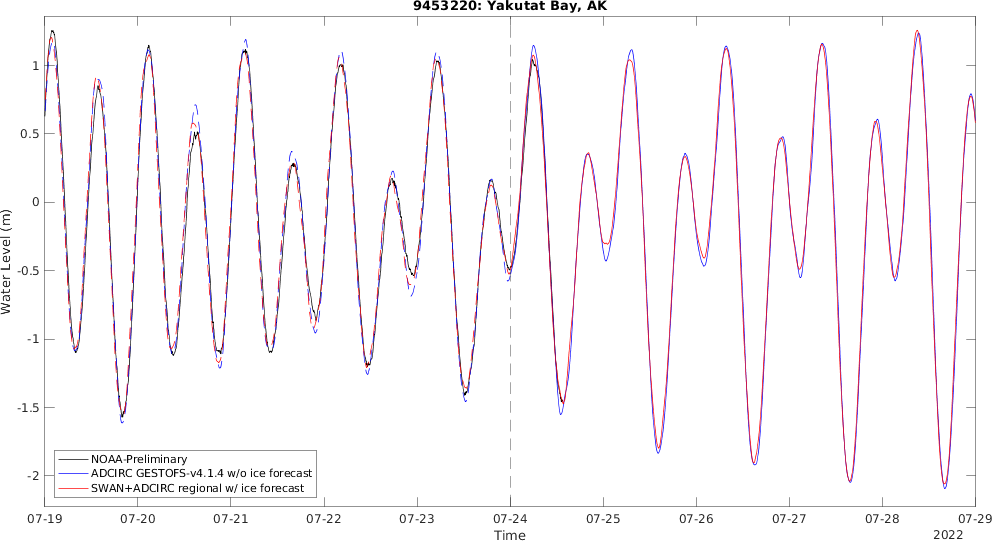 9453220: Yakutat Bay, AK
Water Level (m)
1
0.5
0
-0.5
-1
-1.5
-2
NOAA-Preliminary
ADCIRC GESTOFS-v4.1.4 w/o ice forecast
SWAN+ADCIRC regional w/ ice forecast
07-19 07-20 07-21 07-22 07-23 07-24 07-25 07-26 07-27 07-28 07-29
Time
2022